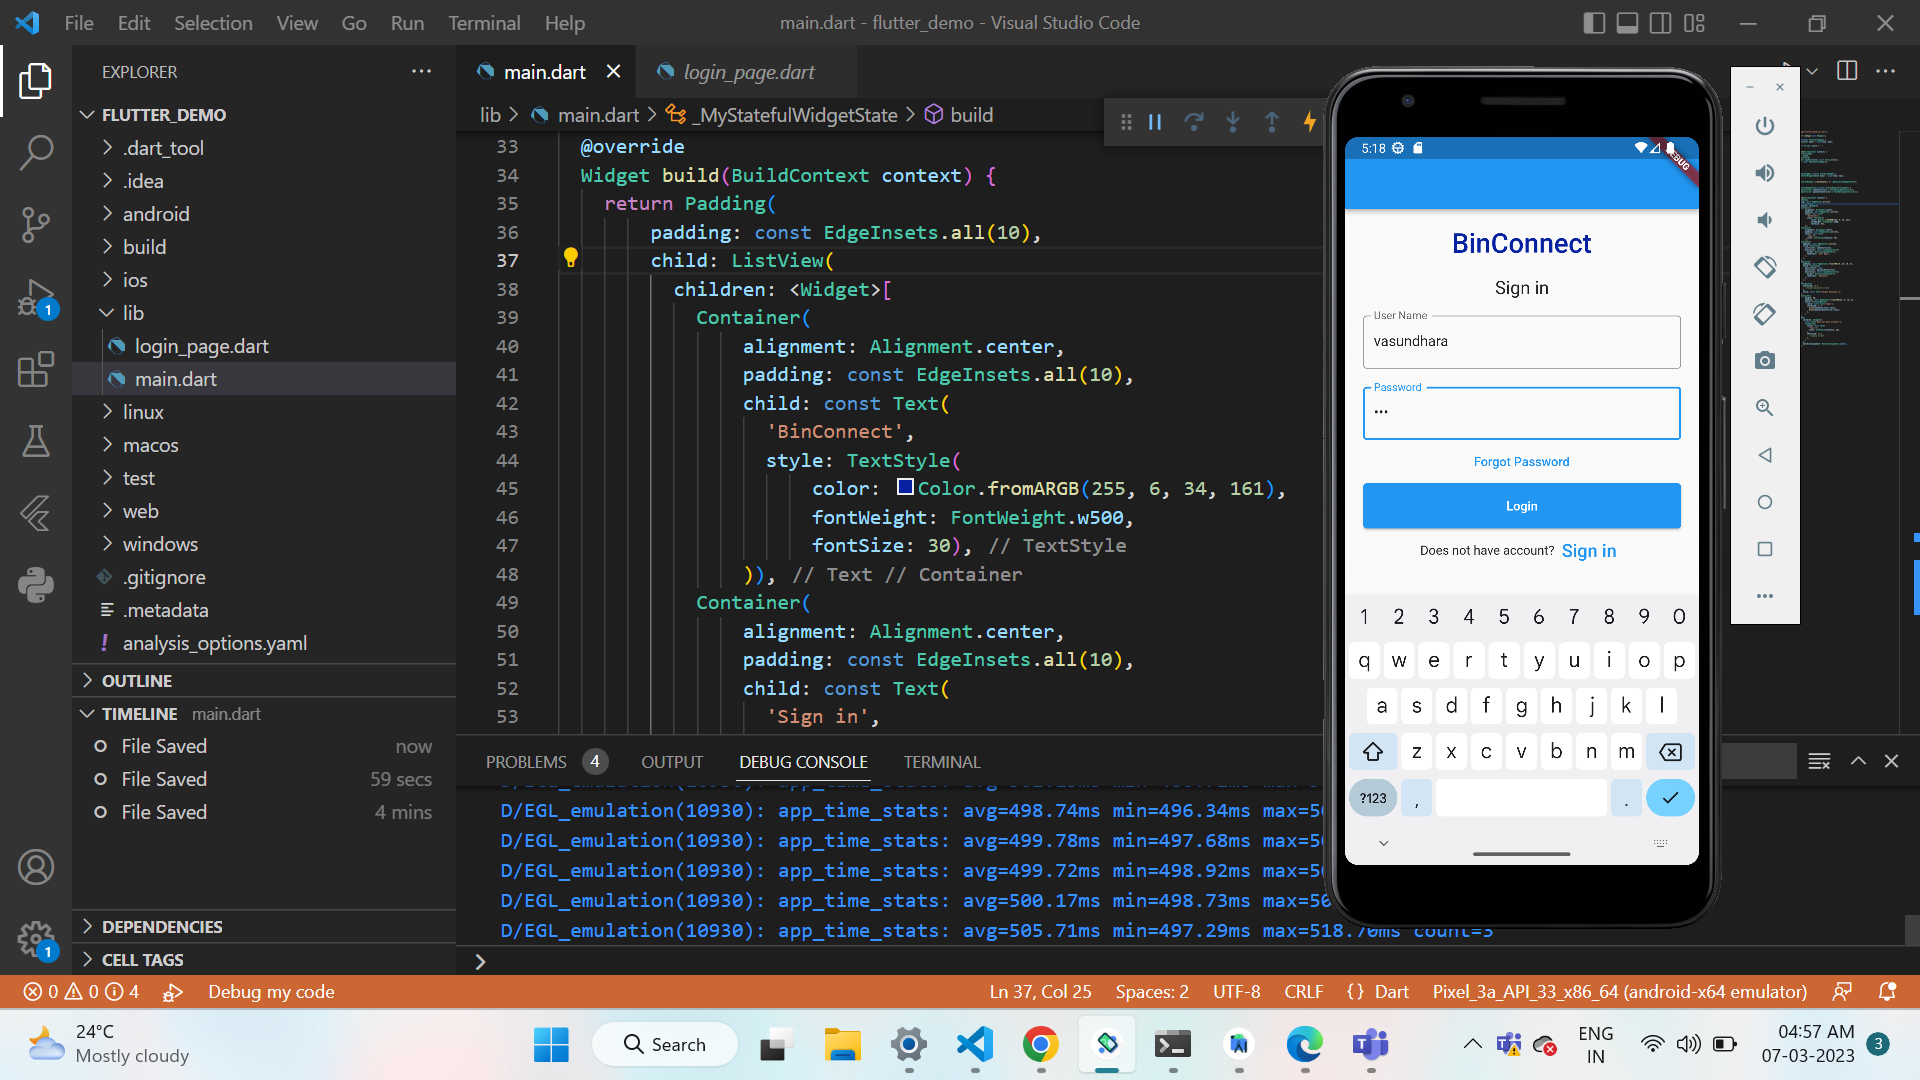 File Edit Selection View Go Run Terminal Help
main.dart - flutter_demo - Visual Studio Code
EXPLORER
FLUTTER_DEMO
.dart_tool
.idea
android
build
ios
lib
login_page.dart
main.dart
linux
macos
test
web
windows
.gitignore
.metadata
analysis_options.yaml
OUTLINE
TIMELINE main.dart
File Saved now
File Saved 59 secs
File Saved 4 mins
DEPENDENCIES
CELL TAGS
1
1
main.dart login_page.dart
lib > main.dart > _MyStatefulWidgetState > build
33 @override
34 Widget build(BuildContext context) {
35 return Padding(
36 padding: const EdgeInsets.all(10),
37 child: ListView(
38 children: <Widget>[
39 Container(
40 alignment: Alignment.center,
41 padding: const EdgeInsets.all(10),
42 child: const Text(
43 'BinConnect',
44 style: TextStyle(
45 color: Color.fromARGB(255, 6, 34, 161),
46 fontWeight: FontWeight.w500,
47 fontSize: 30), // TextStyle
48 )), // Text // Container
49 Container(
50 alignment: Alignment.center,
51 padding: const EdgeInsets.all(10),
52 child: const Text(
53 'Sign in',
PROBLEMS 4 OUTPUT DEBUG CONSOLE TERMINAL
D/EGL_emulation(10930): app_time_stats: avg=498.74ms min=496.34ms
D/EGL_emulation(10930): app_time_stats: avg=499.78ms min=497.68ms
D/EGL_emulation(10930): app_time_stats: avg=499.72ms min=498.92ms
D/EGL_emulation(10930): app_time_stats: avg=500.17ms min=498.73ms
D/EGL_emulation(10930): app_time_stats: avg=505.71ms min=497.29ms max=518.70ms count=3
>
5:18
DEBUG
BinConnect
Sign in
User Name
vasundhara
Password
•••
Forgot Password
Login
Does not have account? Sign in
1 2 3 4 5 6 7 8 9 0
q w e r t y u i o p
a s d f g h j k l
z x c v b n m
?123 , .
0 0 4 Debug my code
Ln 37, Col 25 Spaces: 2 UTF-8 CRLF {} Dart Pixel_3a_API_33_x86_64 (android-x64 emulator)
24°C
Mostly cloudy
Search
ENG
IN
04:57 AM
07-03-2023
3